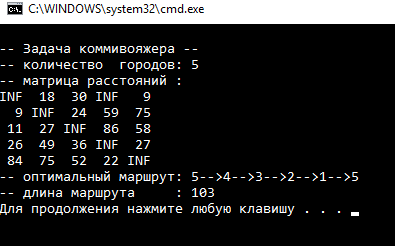 C:\WINDOWS\system32\cmd.exe
-- Задача коммивояжера --
-- количество  городов: 5
-- матрица расстояний :
INF  18  30 INF   9
  9 INF  24  59  75
 11  27 INF  86  58
 26  49  36 INF  27
 84  75  52  22 INF
-- оптимальный маршрут: 5-->4-->3-->2-->1-->5
-- длина маршрута     : 103
Для продолжения нажмите любую клавишу . . .